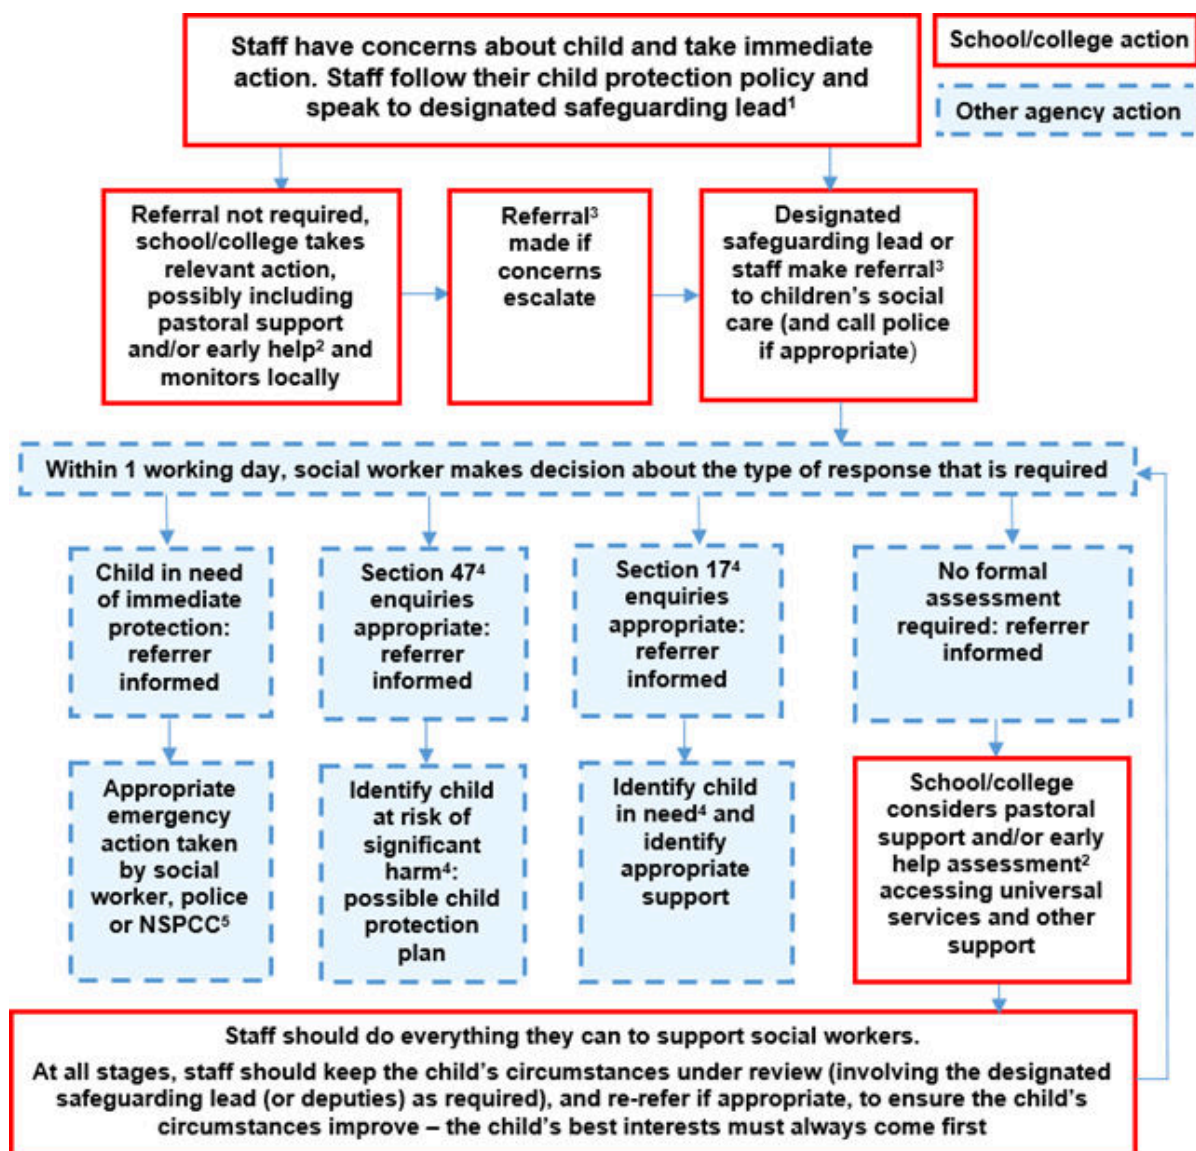 Staff have concerns about child and take immediate
action. Staff follow their child protection policy and
speak to designated safeguarding lead¹
School/college action
Other agency action
Referral not required,
school/college takes
relevant action,
possibly including
pastoral support
and/or early help² and
monitors locally
Referral³
made if
concerns
escalate
Designated
safeguarding lead or
staff make referral³
to children's social
care (and call police
if appropriate)
Within 1 working day, social worker makes decision about the type of response that is required
Child in need
of immediate
protection:
referrer
informed
Section 47⁴
enquiries
appropriate:
referrer
informed
Section 17⁴
enquiries
appropriate:
referrer
informed
No formal
assessment
required: referrer
informed
Appropriate
emergency
action taken
by social
worker, police
or NSPCC⁵
Identify child
at risk of
significant
harm⁴:
possible child
protection
plan
Identify child
in need⁴ and
identify
appropriate
support
School/college
considers pastoral
support and/or early
help assessment²
accessing universal
services and other
support
Staff should do everything they can to support social workers.
At all stages, staff should keep the child’s circumstances under review (involving the designated
safeguarding lead (or deputies) as required), and re-refer if appropriate, to ensure the child’s
circumstances improve – the child’s best interests must always come first